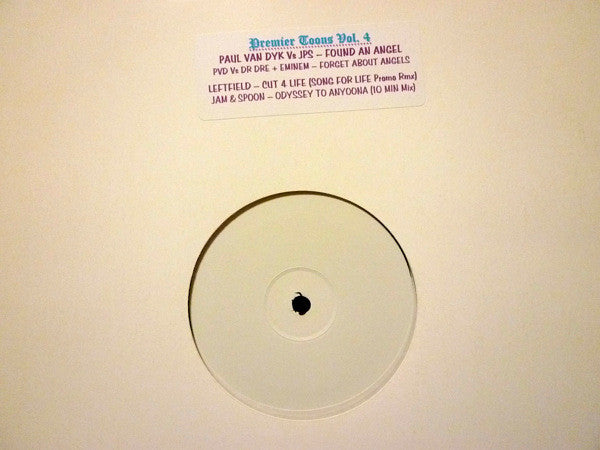 Premier Toons Vol. 4
PAUL VAN DYK Vs JPS – FOUND AN ANGEL
PVD Vs DR DRE + EMINEM – FORGET ABOUT ANGELS
LEFTFIELD – CUT 4 LIFE (SONG FOR LIFE Promo Rmx)
JAM & SPOON – ODYSSEY TO ANYOONA (10 MIN Mix)